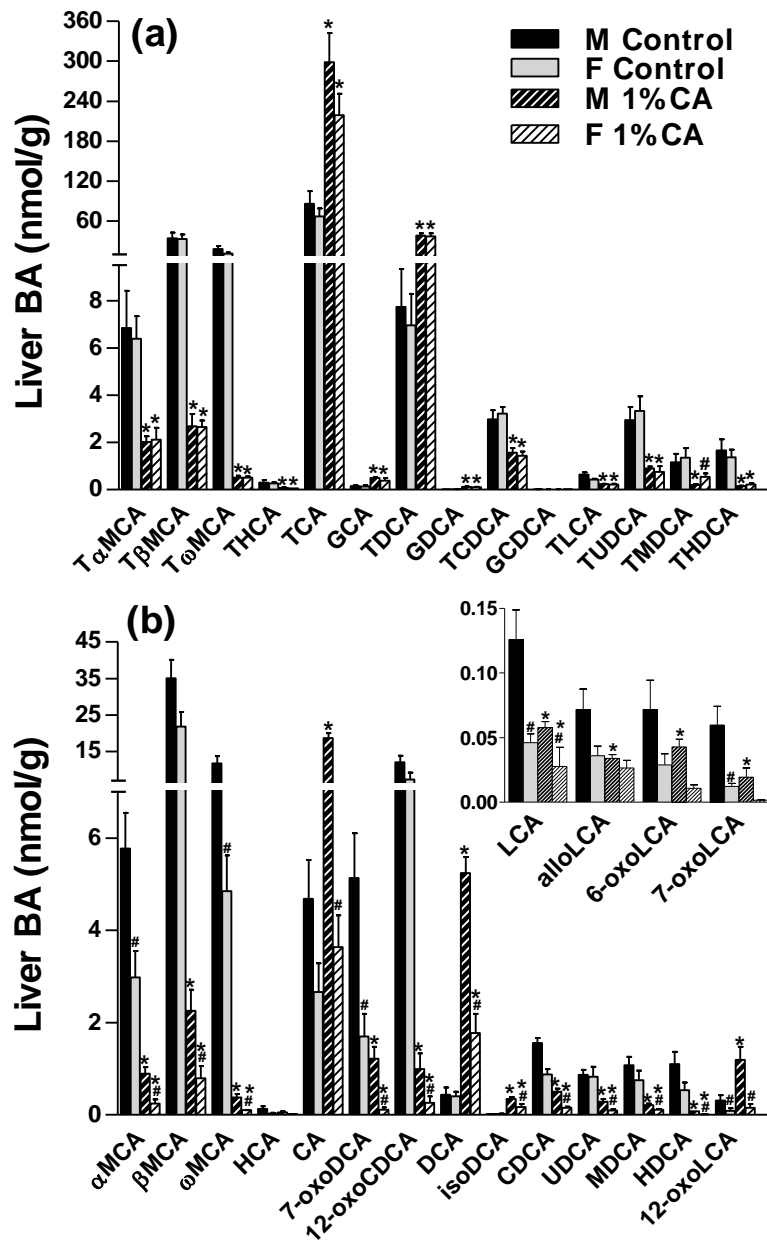 (a)
M Control
F Control
M 1%CA
F 1%CA
Liver BA (nmol/g)
360
300
240
180
120
60
8
6
4
2
0
* * * * * * * * * * ** ** ** ** ** ** * # * *
TαMCA TβMCA TωMCA THCA TCA GCA TDCA GDCA TCDCA GCDCA TLCA TUDCA TMDCA THDCA
(b)
Liver BA (nmol/g)
45
35
25
15
6
4
2
0
αMCA βMCA ωMCA HCA CA 7-oxoDCA 12-oxoCDCA DCA isoDCA CDCA UDCA MDCA HDCA 12-oxoLCA
0.15
0.10
0.05
0.00
LCA alloLCA 6-oxoLCA 7-oxoLCA